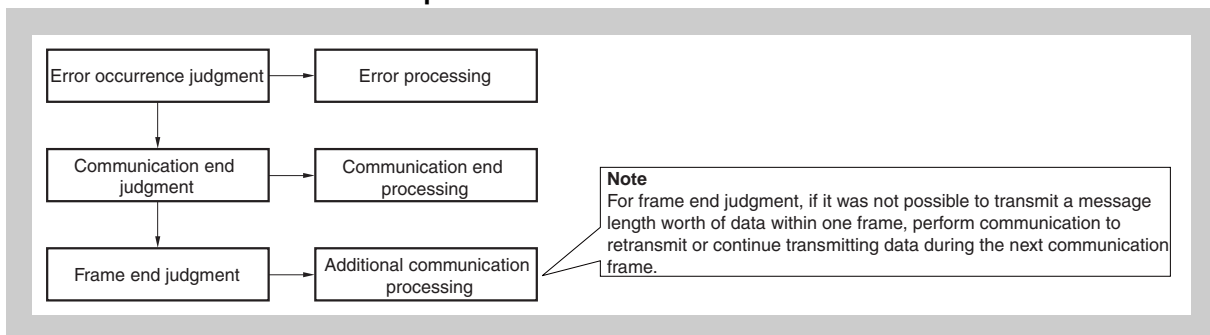 Error occurrence judgment
Error processing
Communication end
judgment
Communication end
processing
Note
For frame end judgment, if it was not possible to transmit a message
length worth of data within one frame, perform communication to
retransmit or continue transmitting data during the next communication
frame.
Frame end judgment
Additional communication
processing